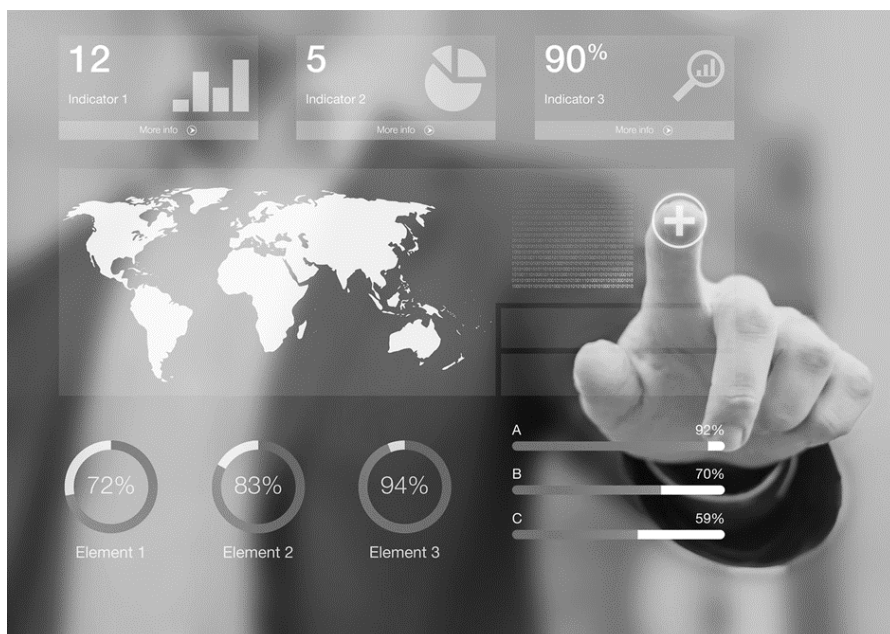 12
Indicator 1
More info
5
Indicator 2
More info
90%
Indicator 3
More info
72%
Element 1
83%
Element 2
94%
Element 3
A 92%
B 70%
C 59%